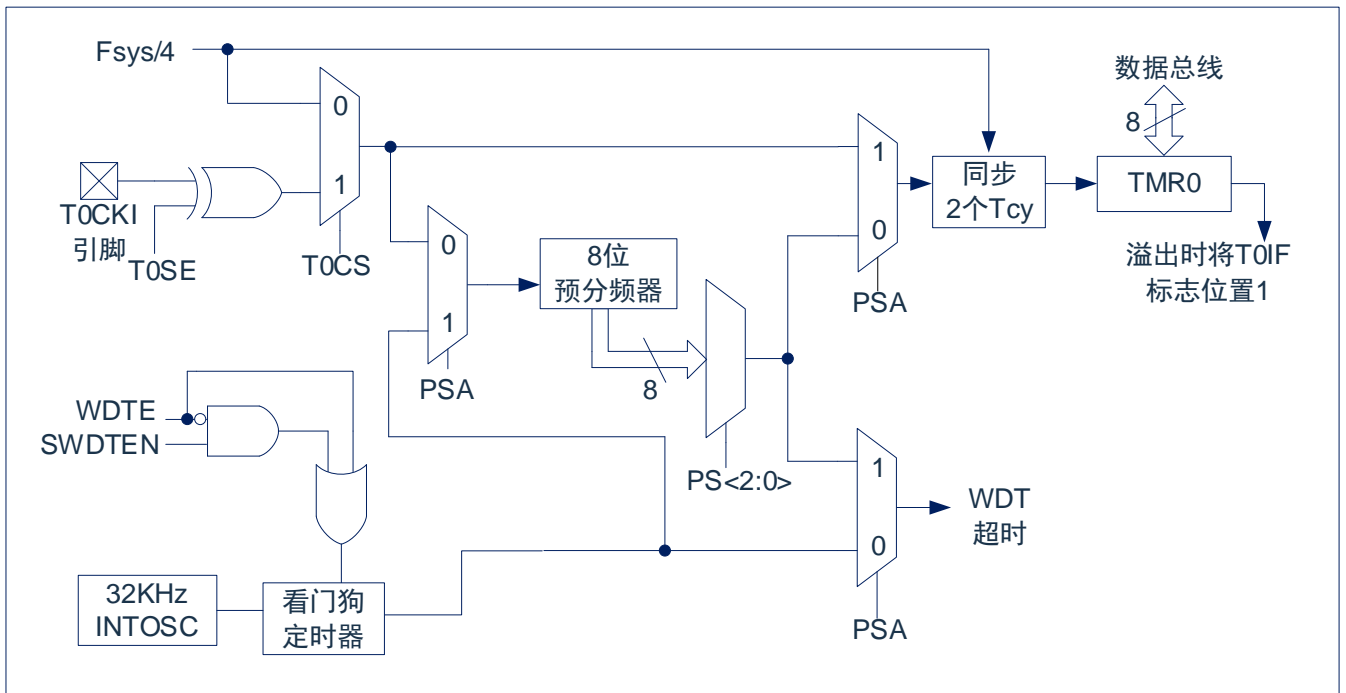 Fsys/4
数据总线
8
0
1
T0CKI
引脚
T0SE
T0CS
0
1
PSA
8位
预分频器
8
PS<2:0>
1
0
PSA
同步
2个Tcy
TMR0
溢出时将T0IF
标志位置1
WDTE
SWDTEN
32KHz
INTOSC
看门狗
定时器
1
0
PSA
WDT
超时